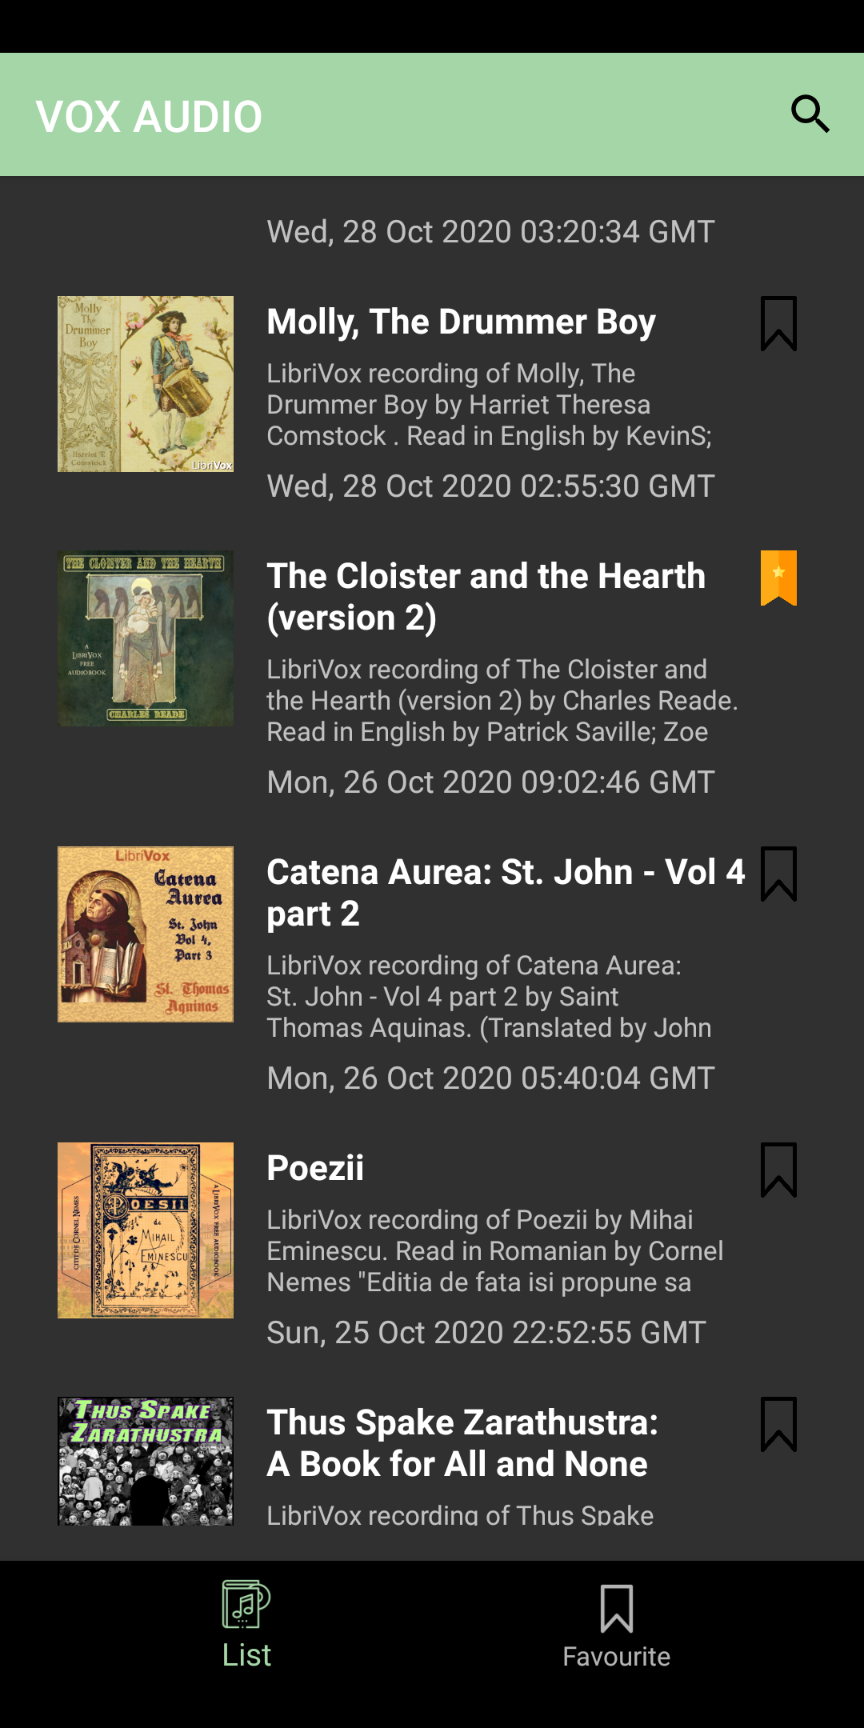 VOX AUDIO
Wed, 28 Oct 2020 03:20:34 GMT
Molly
The
Drummer
Boy
Harriet T.
Comstock
LibriVox
Molly, The Drummer Boy
LibriVox recording of Molly, The
Drummer Boy by Harriet Theresa
Comstock . Read in English by KevinS;
Wed, 28 Oct 2020 02:55:30 GMT
THE CLOISTER AND THE HEARTH
A
LIBRIVOX
FREE
AUDIOBOOK
CHARLES READE
The Cloister and the Hearth
(version 2)
LibriVox recording of The Cloister and
the Hearth (version 2) by Charles Reade.
Read in English by Patrick Saville; Zoe
Mon, 26 Oct 2020 09:02:46 GMT
LibriVox
Catena
Aurea
St. John
Vol 4,
Part 3
St. Thomas
Aquinas
Catena Aurea: St. John - Vol 4
part 2
LibriVox recording of Catena Aurea:
St. John - Vol 4 part 2 by Saint
Thomas Aquinas. (Translated by John
Mon, 26 Oct 2020 05:40:04 GMT
POESII
de
MIHAIL
EMINESCU
CITIT DE CORNEL NEMES
A LIBRIVOX FREE AUDIOBOOK
Poezii
LibriVox recording of Poezii by Mihai
Eminescu. Read in Romanian by Cornel
Nemes "Editia de fata isi propune sa
Sun, 25 Oct 2020 22:52:55 GMT
THUS SPAKE
ZARATHUSTRA
Thus Spake Zarathustra:
A Book for All and None
LibriVox recording of Thus Spake
List
Favourite